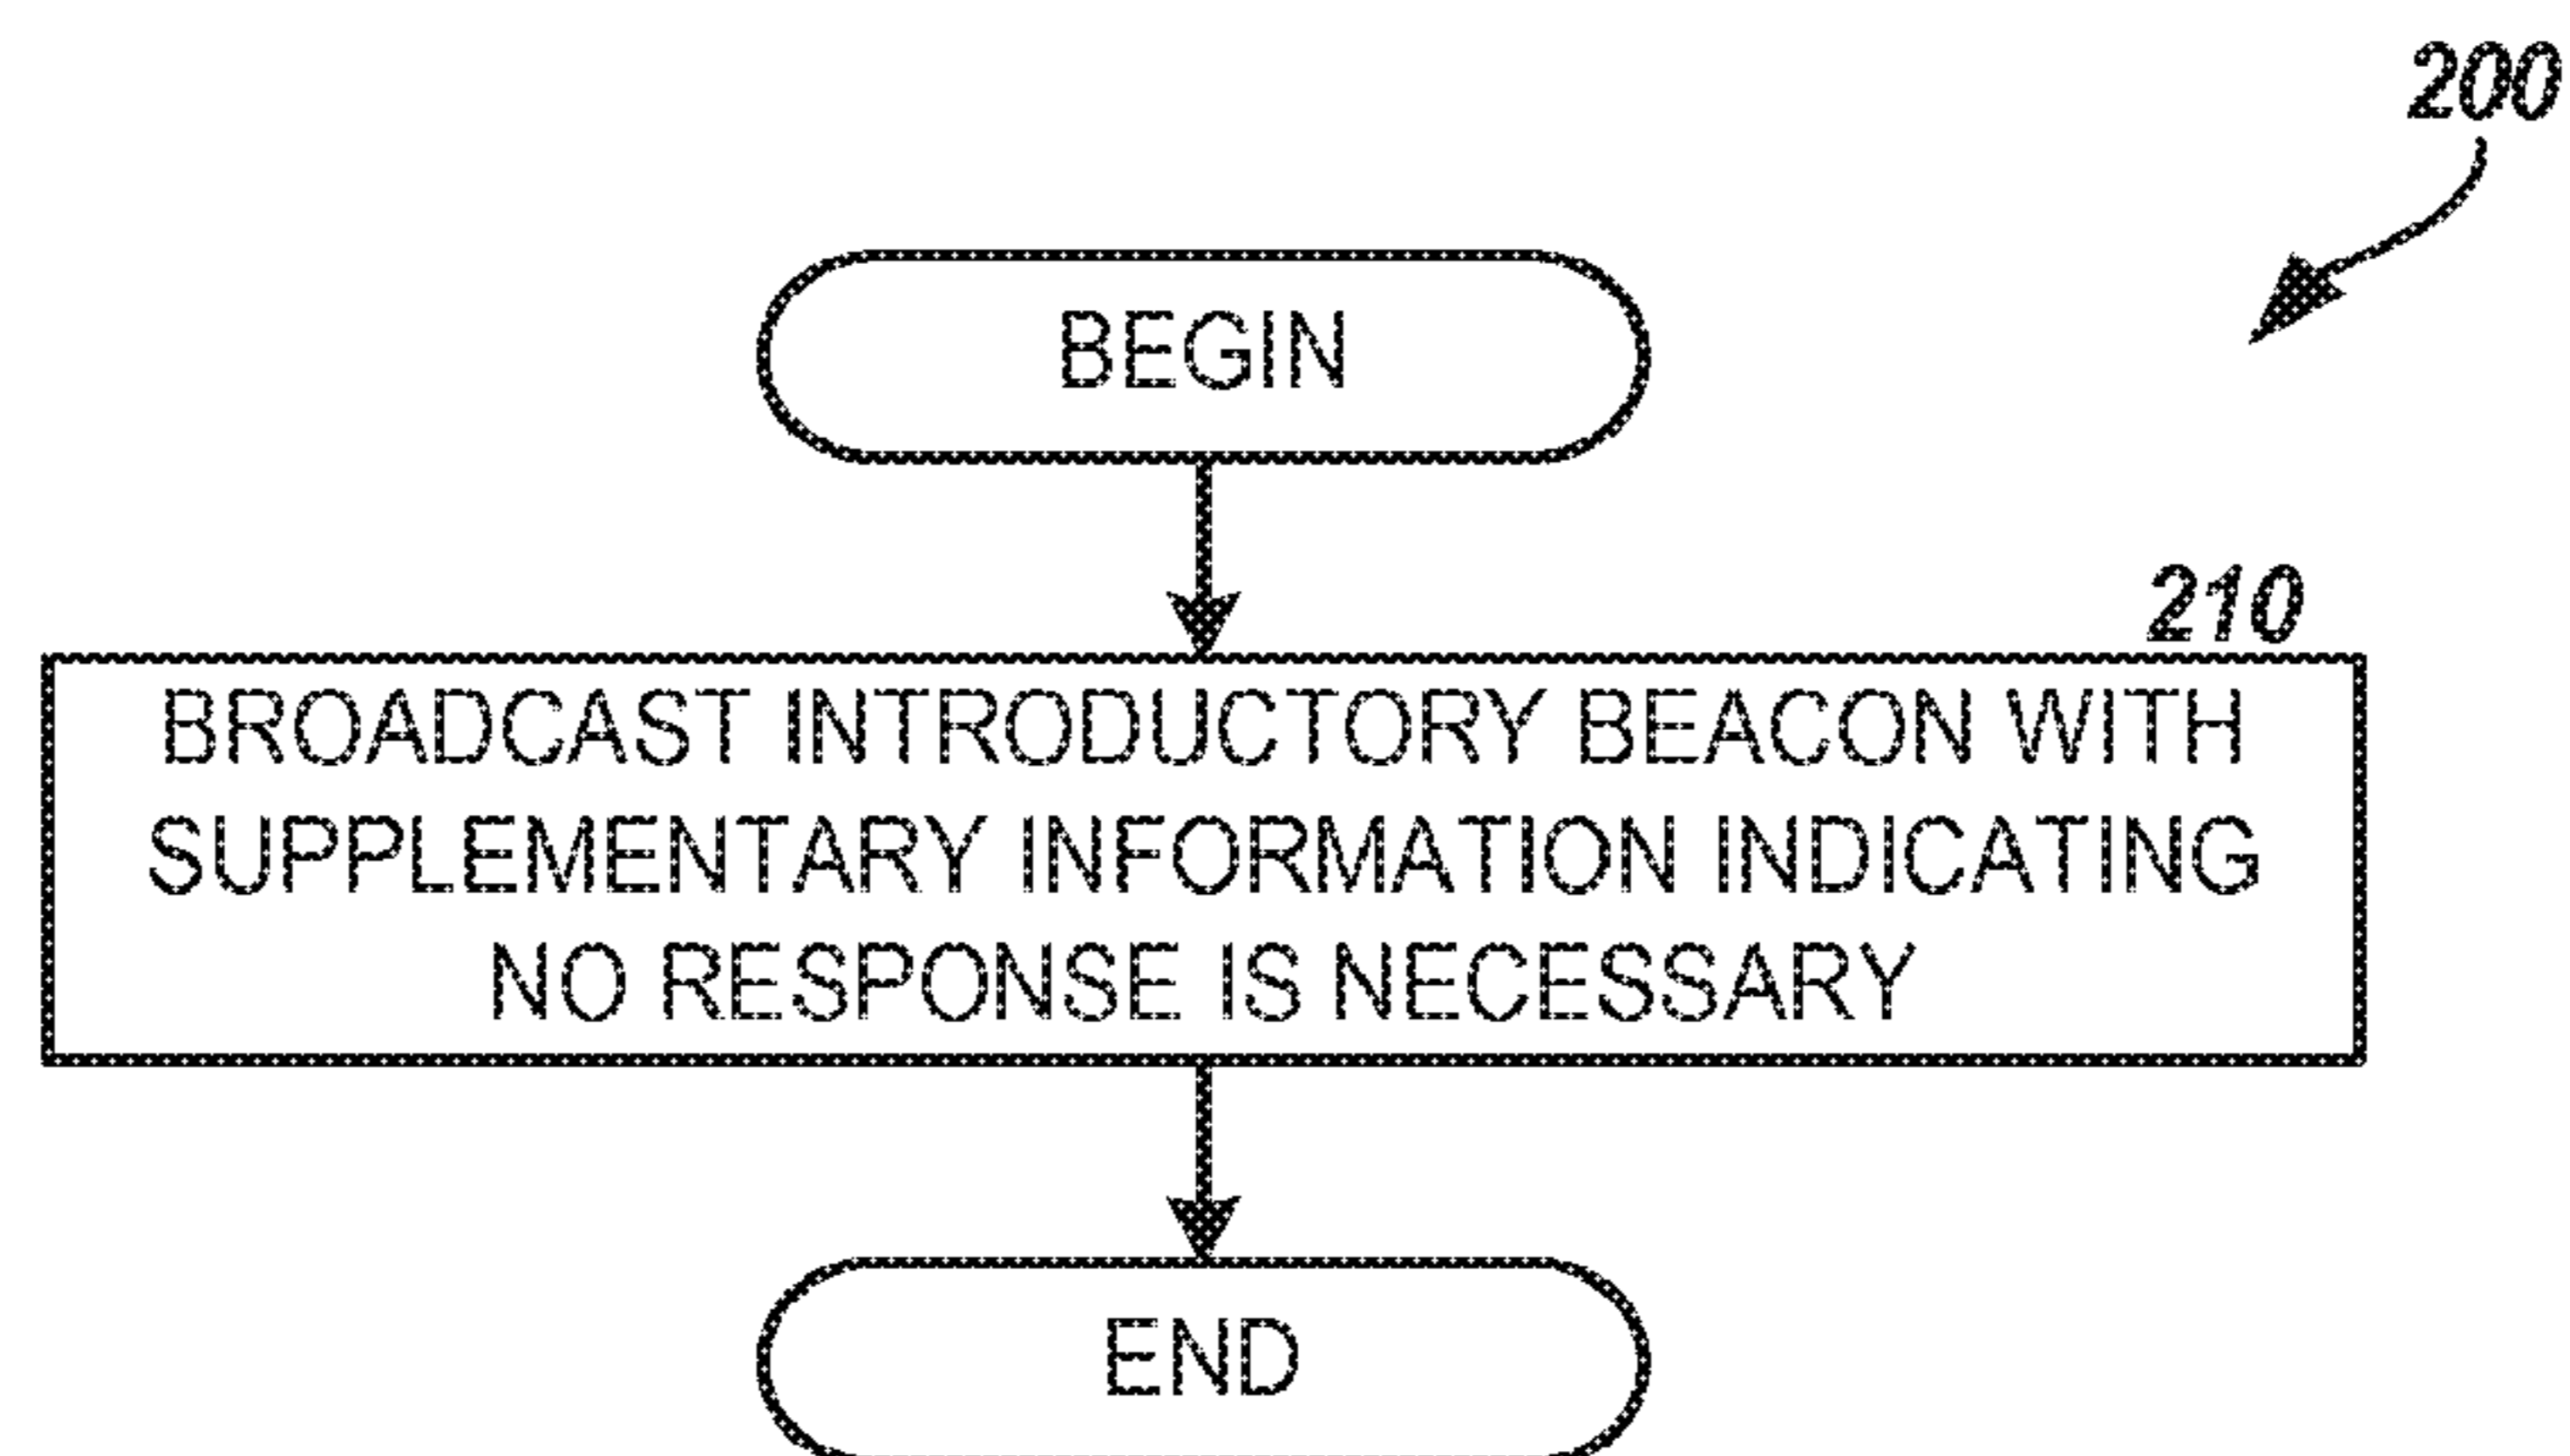 200
BEGIN
210
BROADCAST INTRODUCTORY BEACON WITH
SUPPLEMENTARY INFORMATION INDICATING
NO RESPONSE IS NECESSARY
END